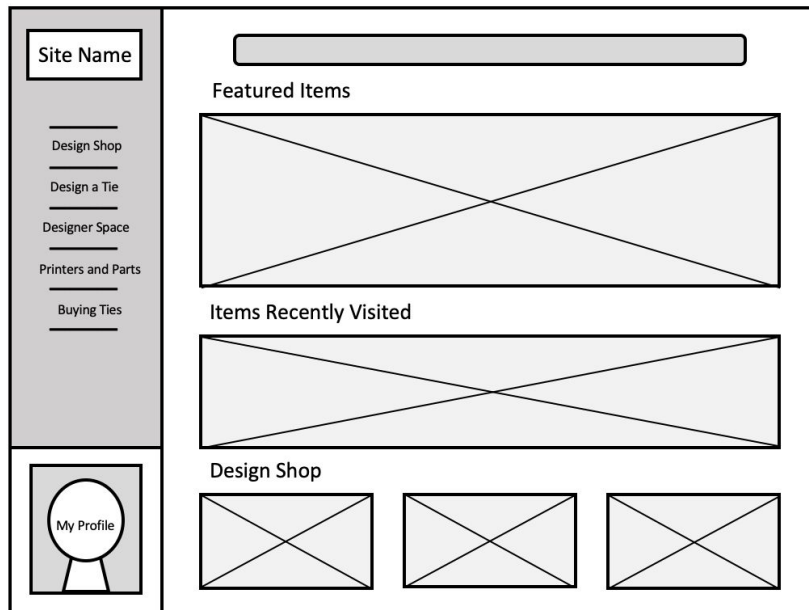 Site Name
Design Shop
Design a Tie
Designer Space
Printers and Parts
Buying Ties
My Profile
Featured Items
Items Recently Visited
Design Shop